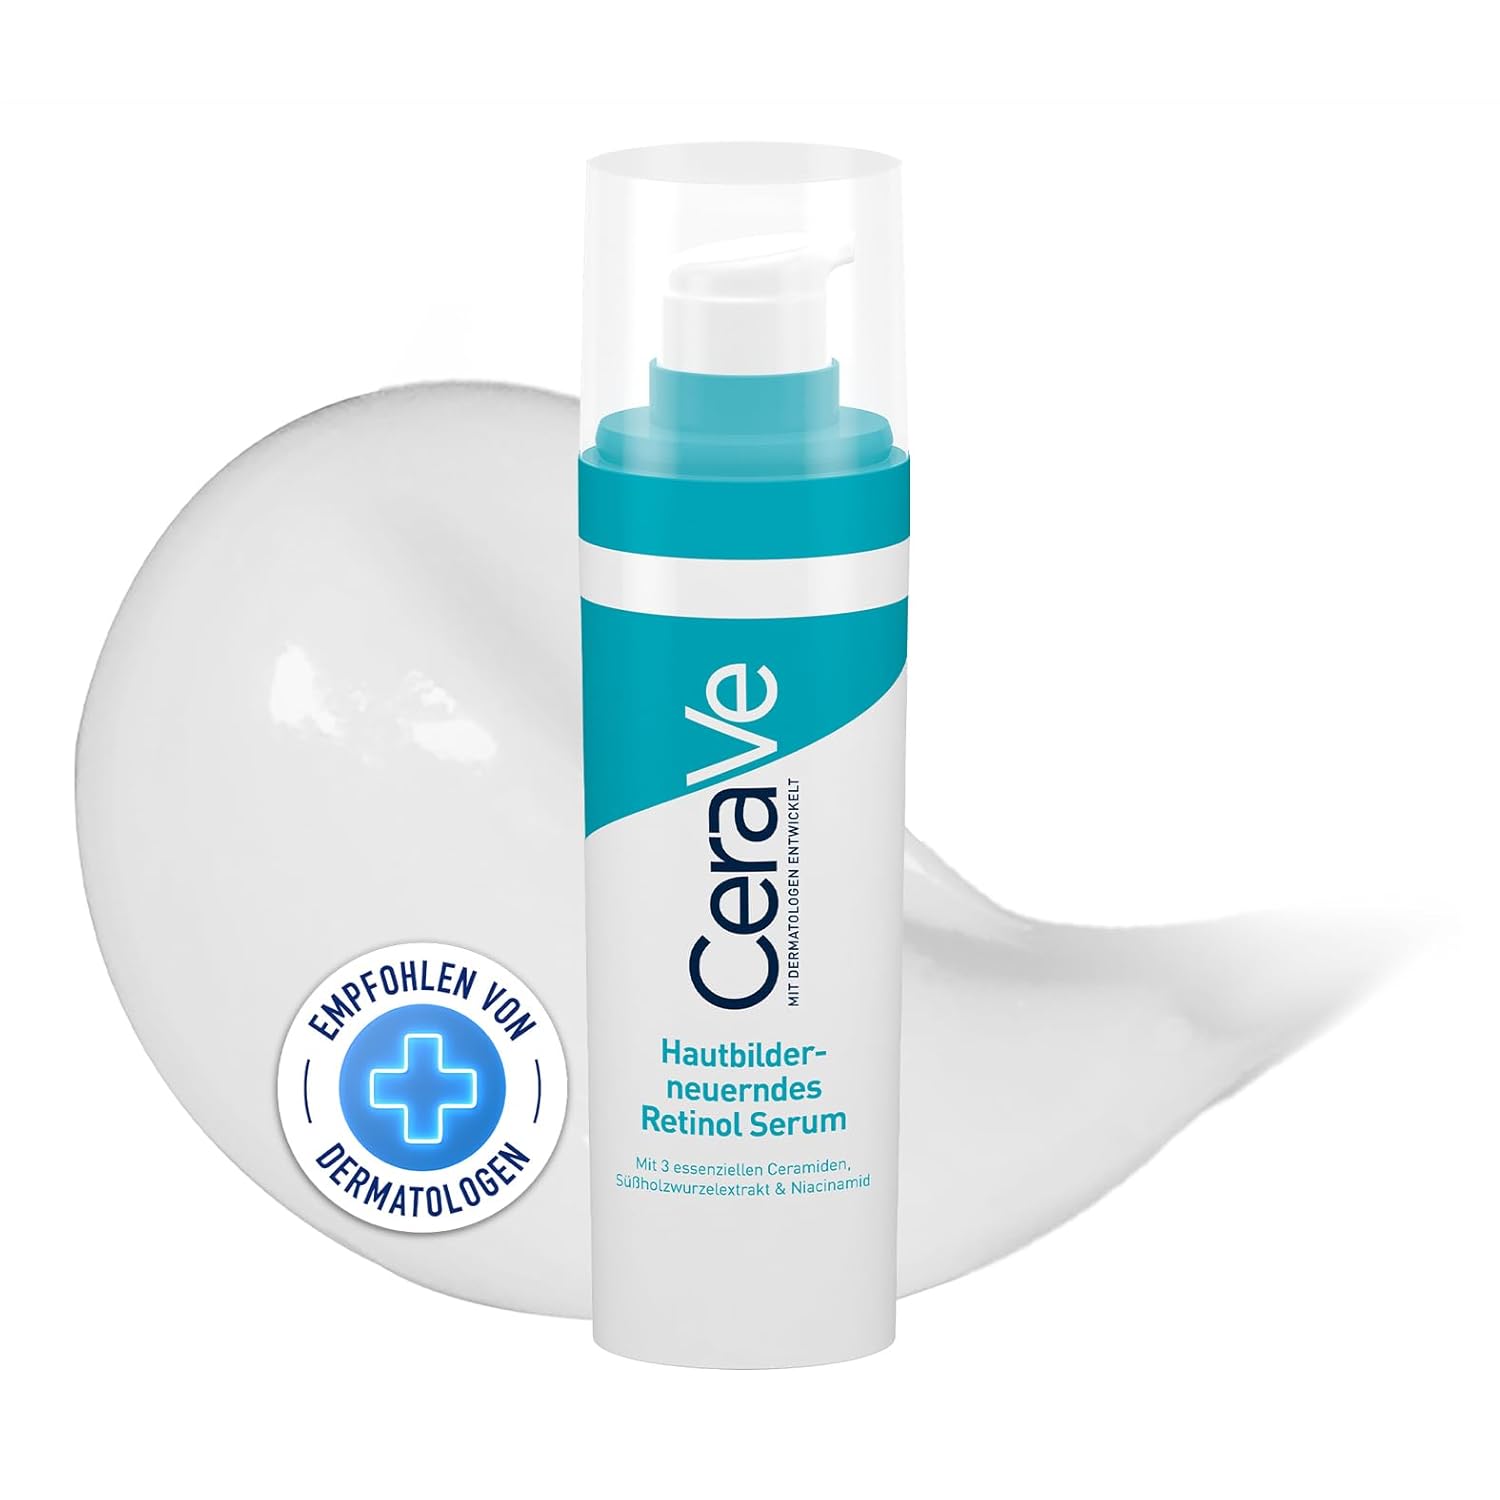 CeraVe
MIT DERMATOLOGEN ENTWICKELT
Hautbilder-
neuerndes
Retinol Serum
Mit 3 essenziellen Ceramiden,
Süßholzwurzelextrakt & Niacinamid
EMPFOHLEN VON
DERMATOLOGEN